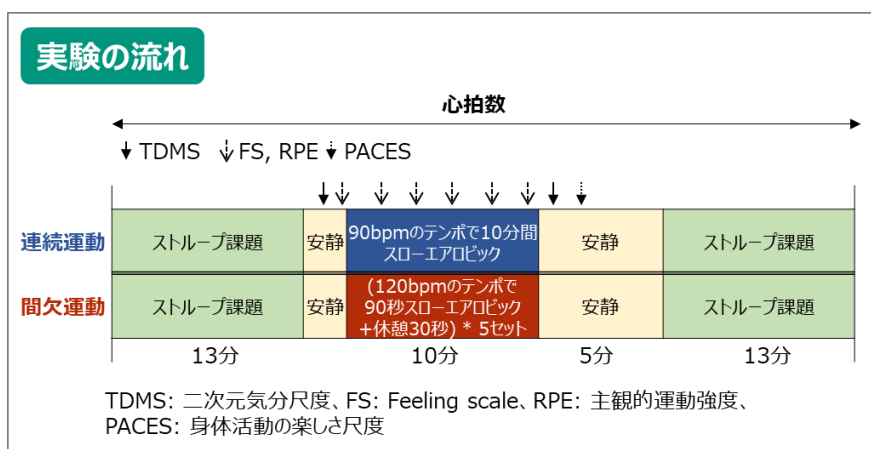 実験の流れ
心拍数
TDMS FS, RPE PACES
連続運動 ストループ課題 安静 90bpmのテンポで10分間 安静 ストループ課題
スローエアロビック
間欠運動 ストループ課題 安静 (120bpmのテンポで 安静 ストループ課題
90秒スローエアロビック
+休憩30秒) * 5セット
13分 10分 5分 13分
TDMS: 二次元気分尺度、FS: Feeling scale、RPE: 主観的運動強度、
PACES: 身体活動の楽しさ尺度